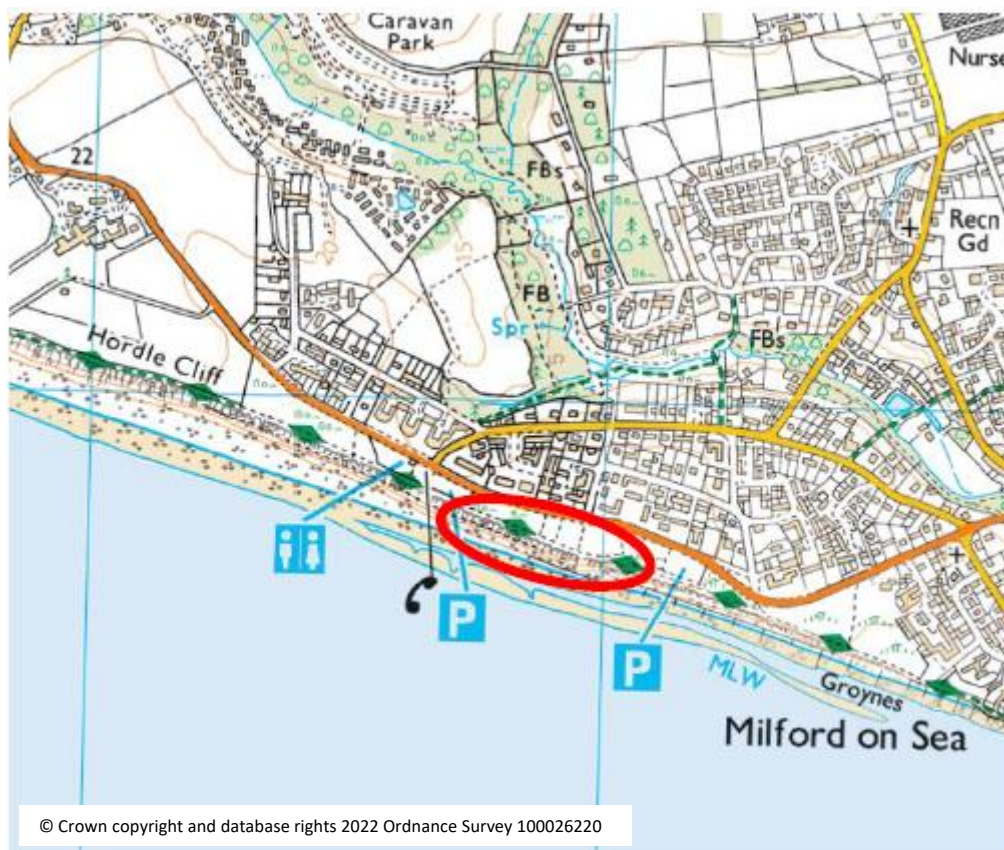 Caravan
Park
Nurse
22
FBs
Recn
Gd
FB
Spr
FBs
Hordle Cliff
P
P
MLW
Groynes
Milford on Sea
© Crown copyright and database rights 2022 Ordnance Survey 100026220